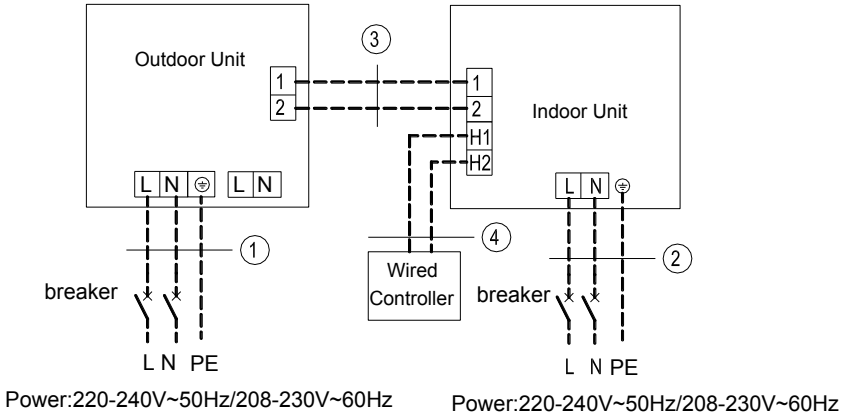 Outdoor Unit
1
2
L N ⏚ L N
3
Indoor Unit
1
2
H1
H2
L N ⏚
1
breaker
L N PE
Power:220-240V~50Hz/208-230V~60Hz
4
Wired
Controller
2
breaker
L N PE
Power:220-240V~50Hz/208-230V~60Hz